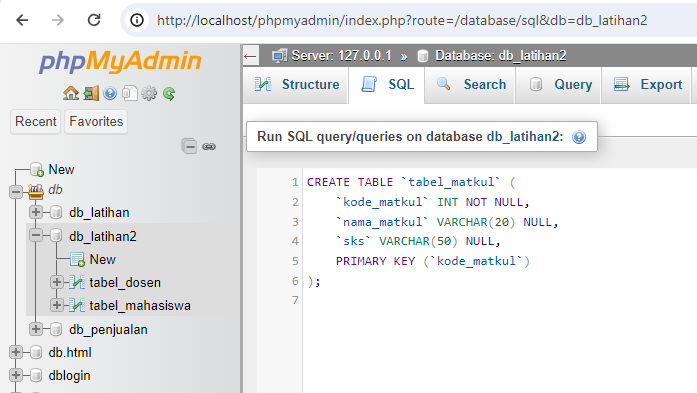 http://localhost/phpmyadmin/index.php?route=/database/sql&db=db_latihan2
phpMyAdmin
Recent Favorites
New
db
db_latihan
db_latihan2
New
tabel_dosen
tabel_mahasiswa
db_penjualan
db.html
dblogin
Server: 127.0.0.1 » Database: db_latihan2
Structure SQL Search Query Export
Run SQL query/queries on database db_latihan2:
1 CREATE TABLE `tabel_matkul` (
2 `kode_matkul` INT NOT NULL,
3 `nama_matkul` VARCHAR(20) NULL,
4 `sks` VARCHAR(50) NULL,
5 PRIMARY KEY (`kode_matkul`)
6 );
7